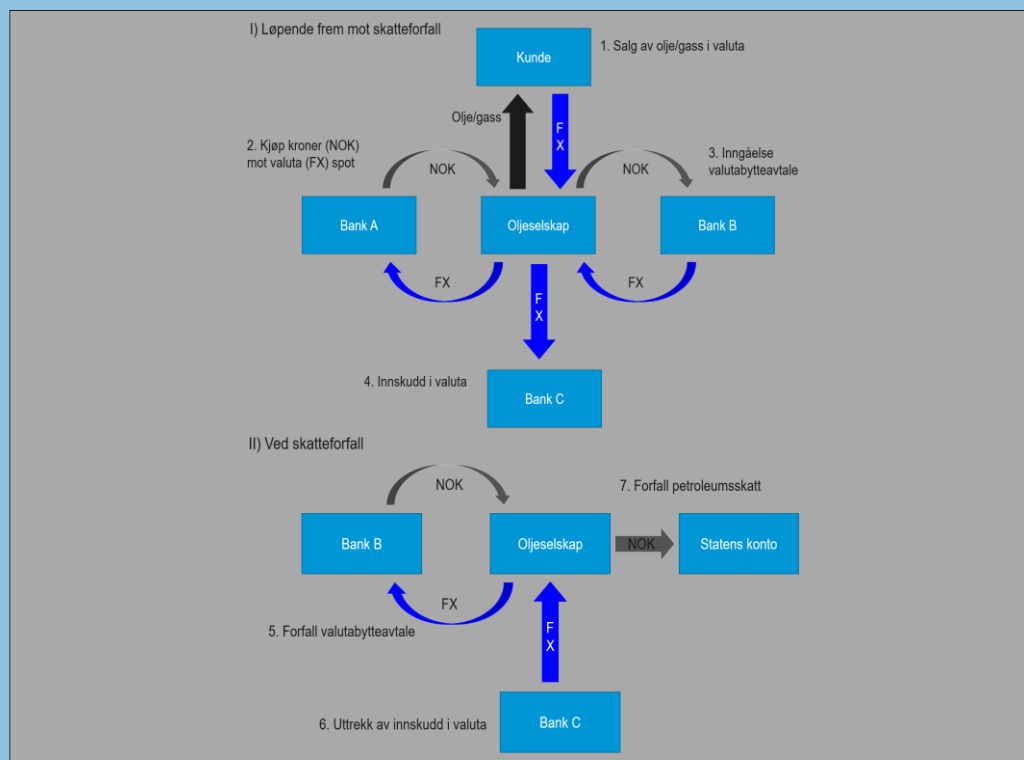 I) Løpende frem mot skatteforfall
Kunde
1. Salg av olje/gass i valuta
Olje/gass
F
X
2. Kjøp kroner (NOK)
mot valuta (FX) spot
NOK
NOK
3. Inngåelse
valutabytteavtale
Bank A
Oljeselskap
Bank B
FX
F
X
FX
4. Innskudd i valuta
Bank C
II) Ved skatteforfall
NOK
7. Forfall petroleumsskatt
Bank B
Oljeselskap
NOK
Statens konto
FX
5. Forfall valutabytteavtale
F
X
6. Uttrekk av innskudd i valuta
Bank C